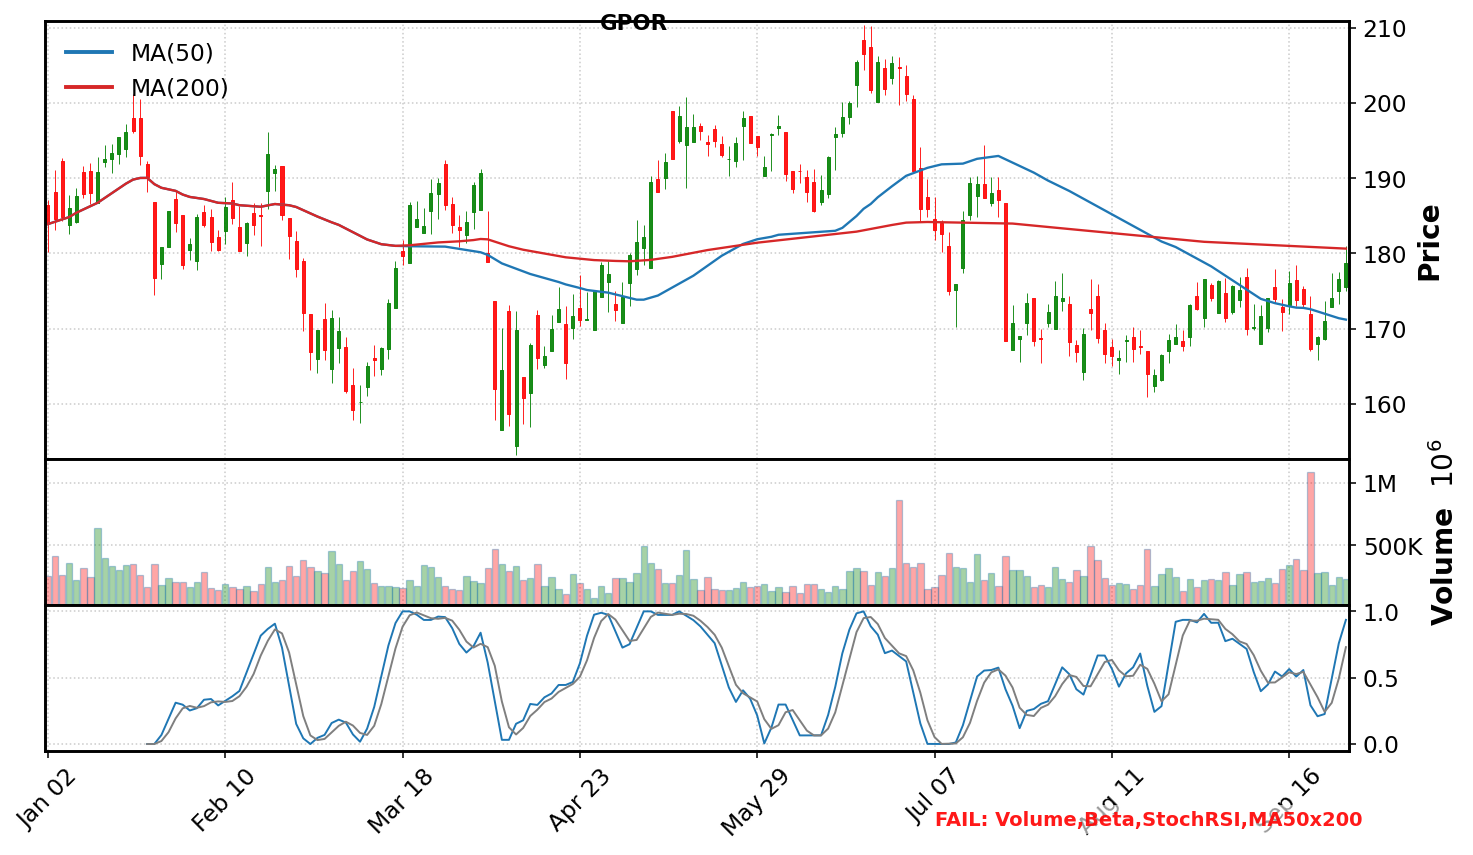 GPOR
MA(50)
MA(200)
210
200
190
180
170
160
Price
1M
500K
Volume 10⁶
1.0
0.5
0.0
Jan 02
Feb 10
Mar 18
Apr 23
May 29
Jul 07
Aug 11
Sep 16
FAIL: Volume,Beta,StochRSI,MA50x200